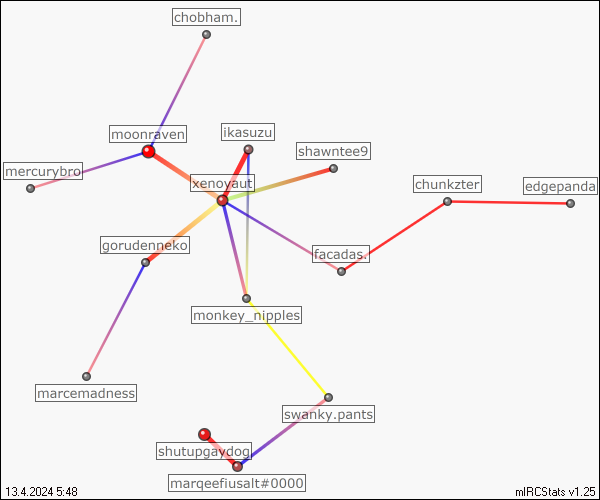 chobham.
moonraven
ikasuzu
shawntee9
mercurybro
xenoyaut
chunkzter
edgepanda
gorudenneko
facadas.
monkey_nipples
marcemadness
swanky.pants
shutupgaydog
marqeefiusalt#0000
13.4.2024 5:48
mIRCStats v1.25